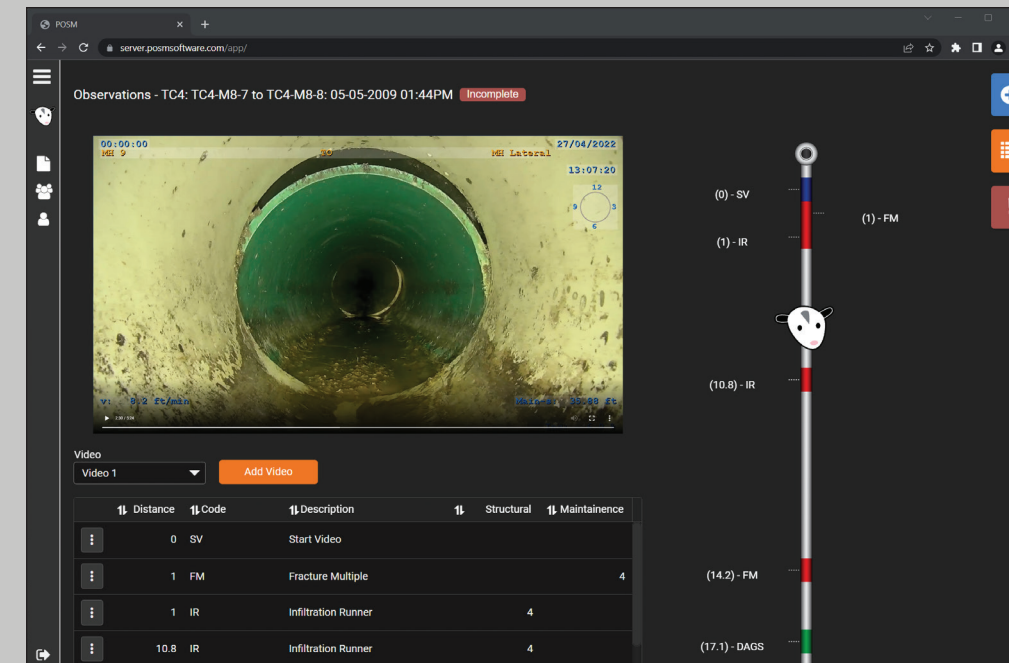 POSM
server.posmsoftware.com/app/
Observations - TC4: TC4-M8-7 to TC4-M8-8: 05-05-2009 01:44PM Incomplete
00:00:00 27/04/2022
MH 9 MH Lateral
13:07:20
12
9 3
6
v: 8.2 ft/min
(0) - SV
(1) - FM
(1) - IR
(10.8) - IR
(14.2) - FM
(17.1) - DAGS
Video
Video 1 Add Video
Distance Code Description Structural Maintainence
0 SV Start Video
1 FM Fracture Multiple 4
1 IR Infiltration Runner 4
10.8 IR Infiltration Runner 4